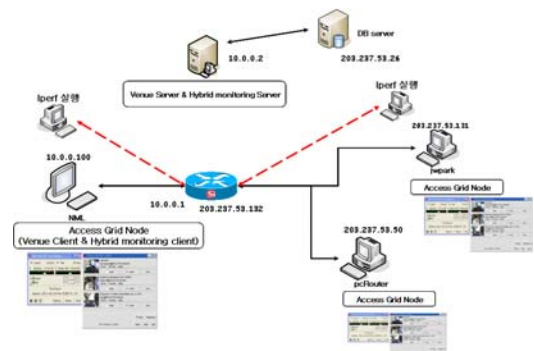 DB server
10.0.0.2
203.237.53.26
Venue Server & Hybrid monitoring Server
Iperf 실행
Iperf 실행
203.237.53.131
jwpark
10.0.0.100
Access Grid Node
10.0.0.1
203.237.53.132
NML
Access Grid Node
(Venue Client & Hybrid monitoring client)
203.237.53.50
pcRouter
Access Grid Node